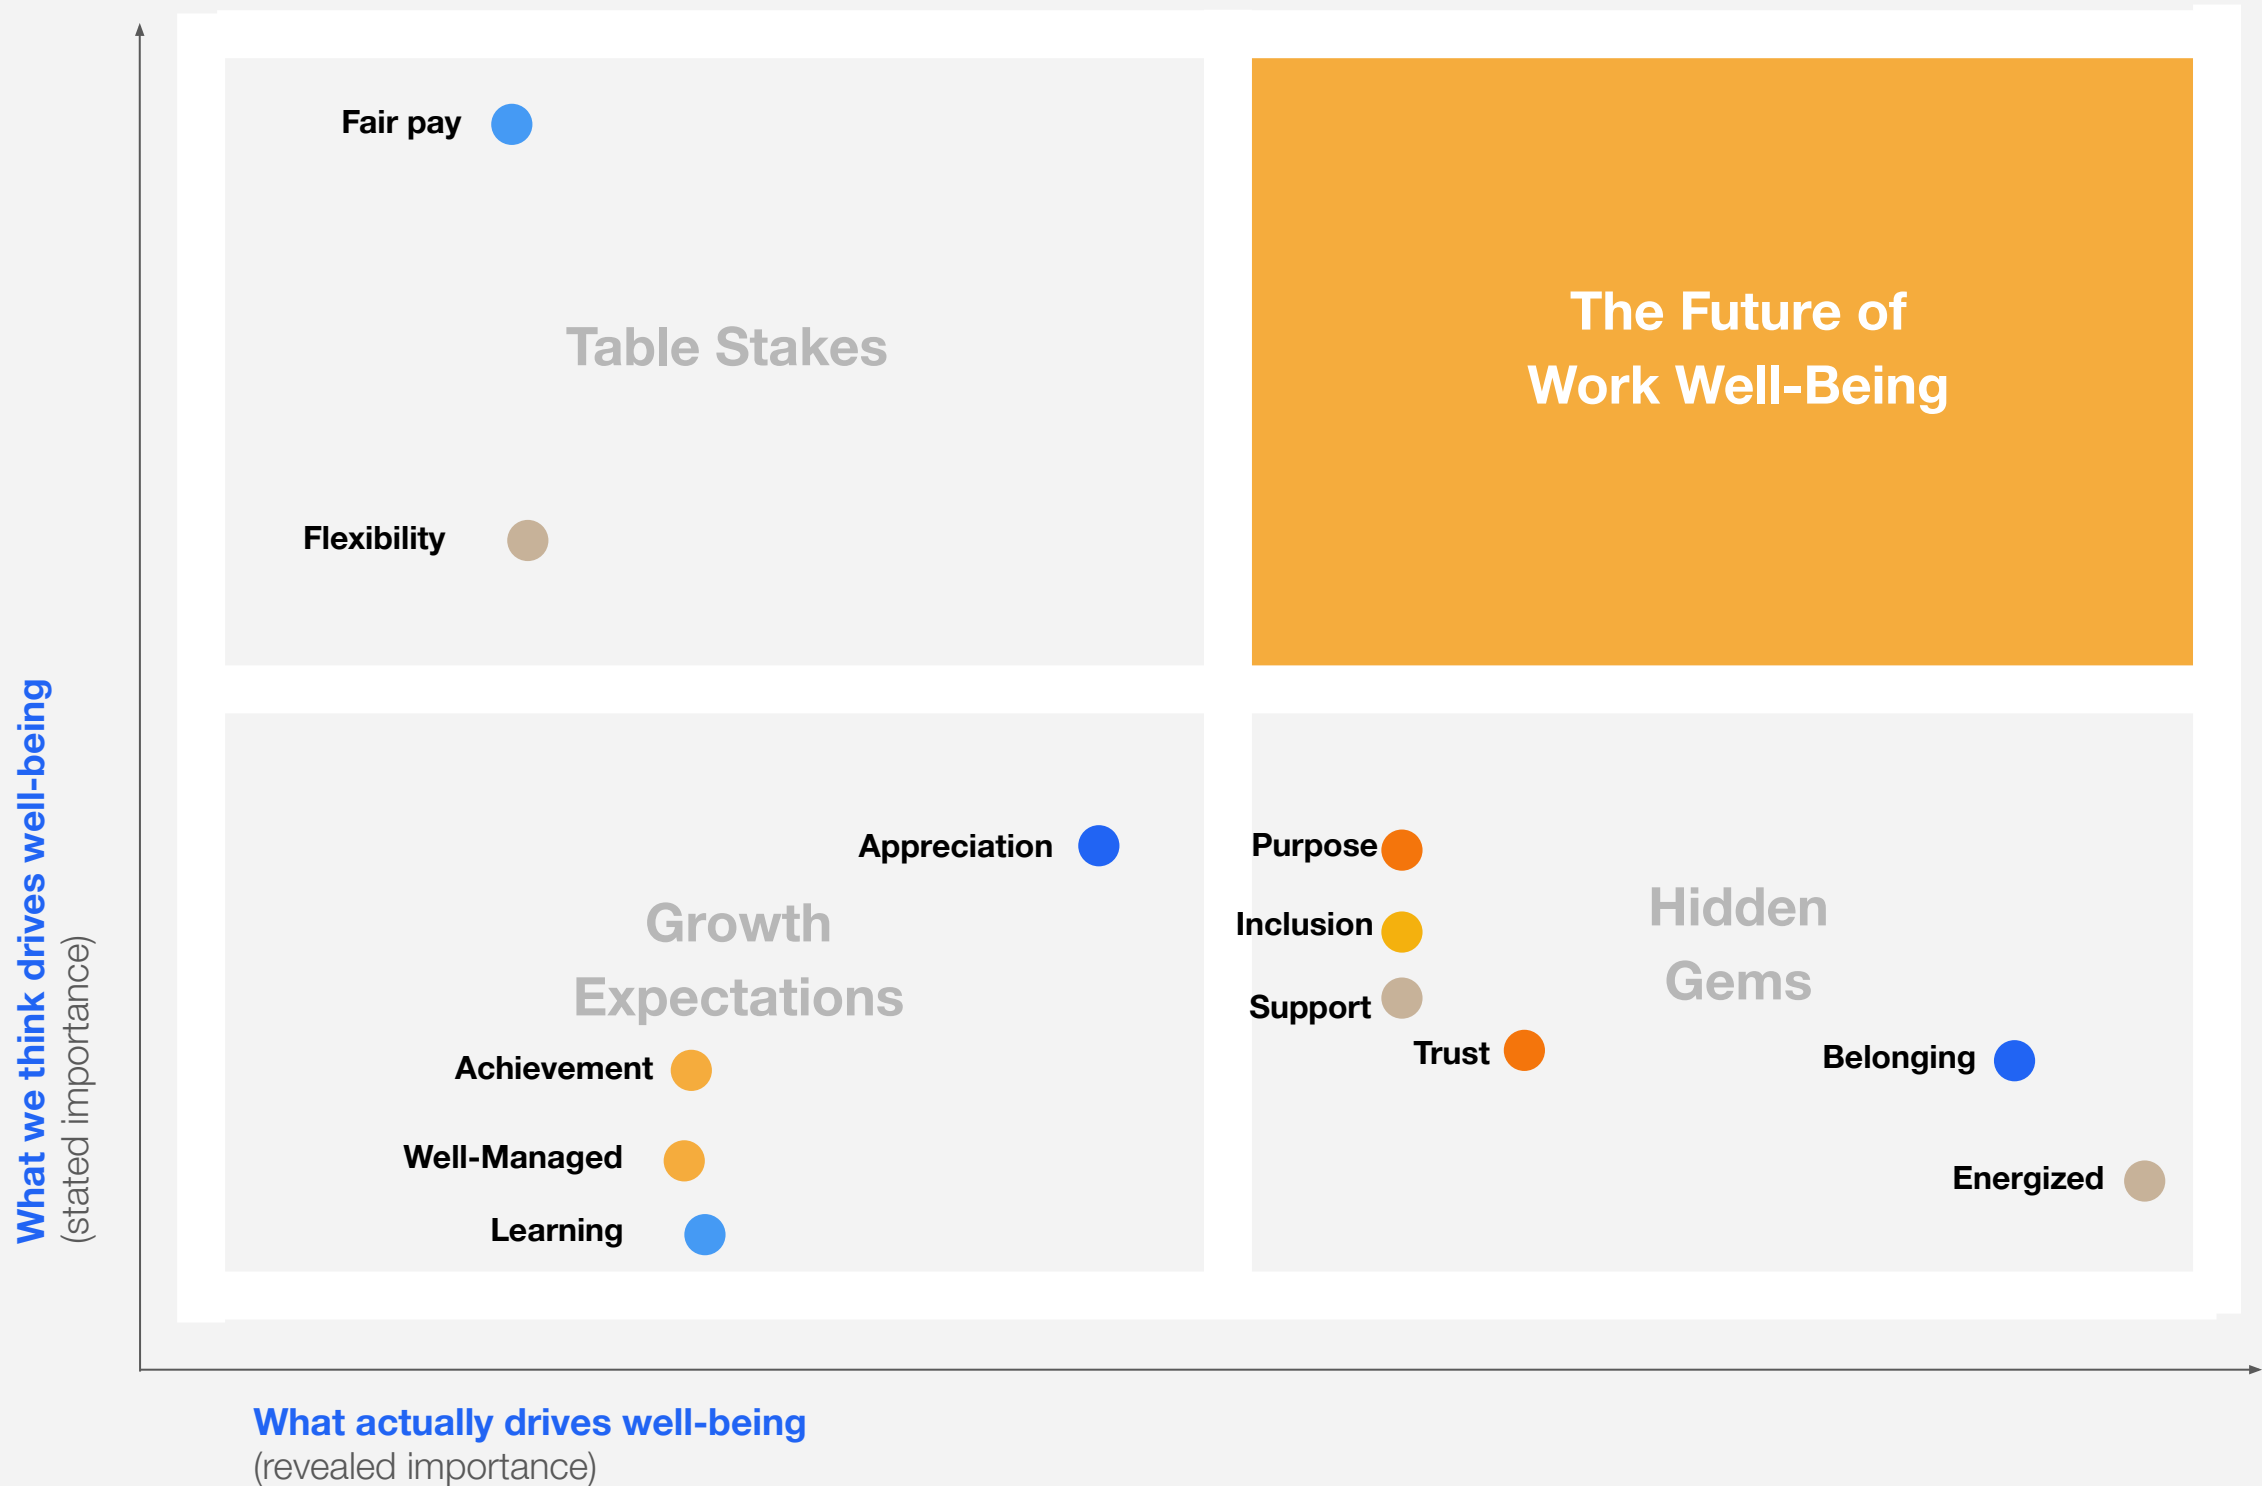 Fair pay
Table Stakes
Flexibility
The Future of
Work Well-Being
Appreciation
Growth
Expectations
Achievement
Well-Managed
Learning
Purpose
Inclusion
Support
Trust
Hidden
Gems
Belonging
Energized
What we think drives well-being
(stated importance)
What actually drives well-being
(revealed importance)